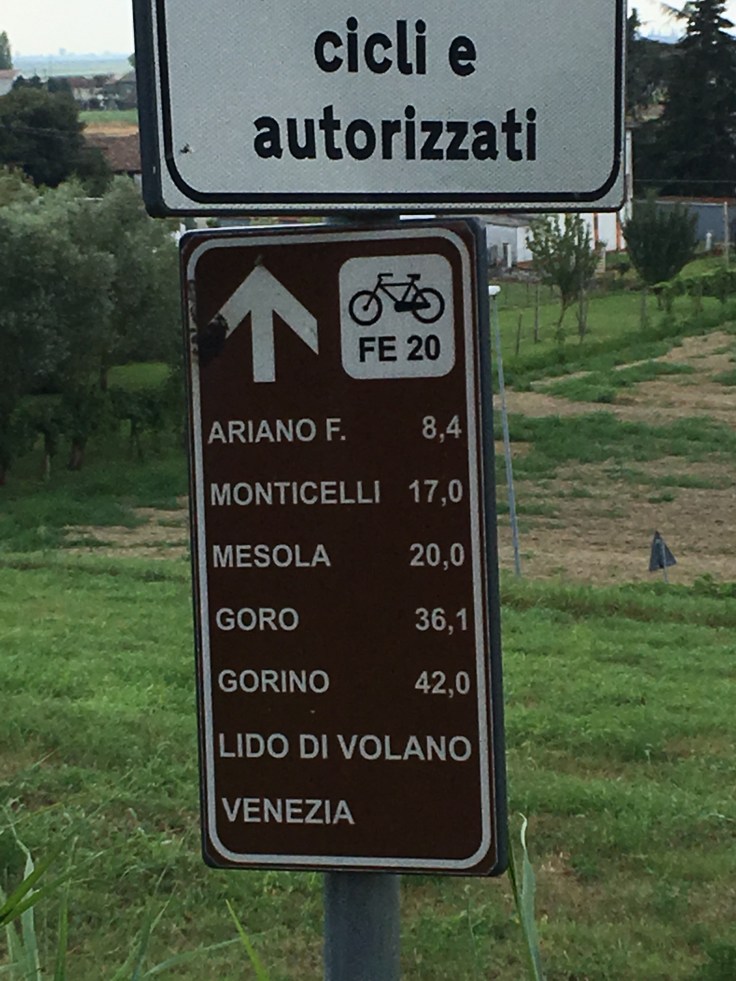 cicli e
autorizzati
FE 20
ARIANO F. 8,4
MONTICELLI 17,0
MESOLA 20,0
GORO 36,1
GORINO 42,0
LIDO DI VOLANO
VENEZIA